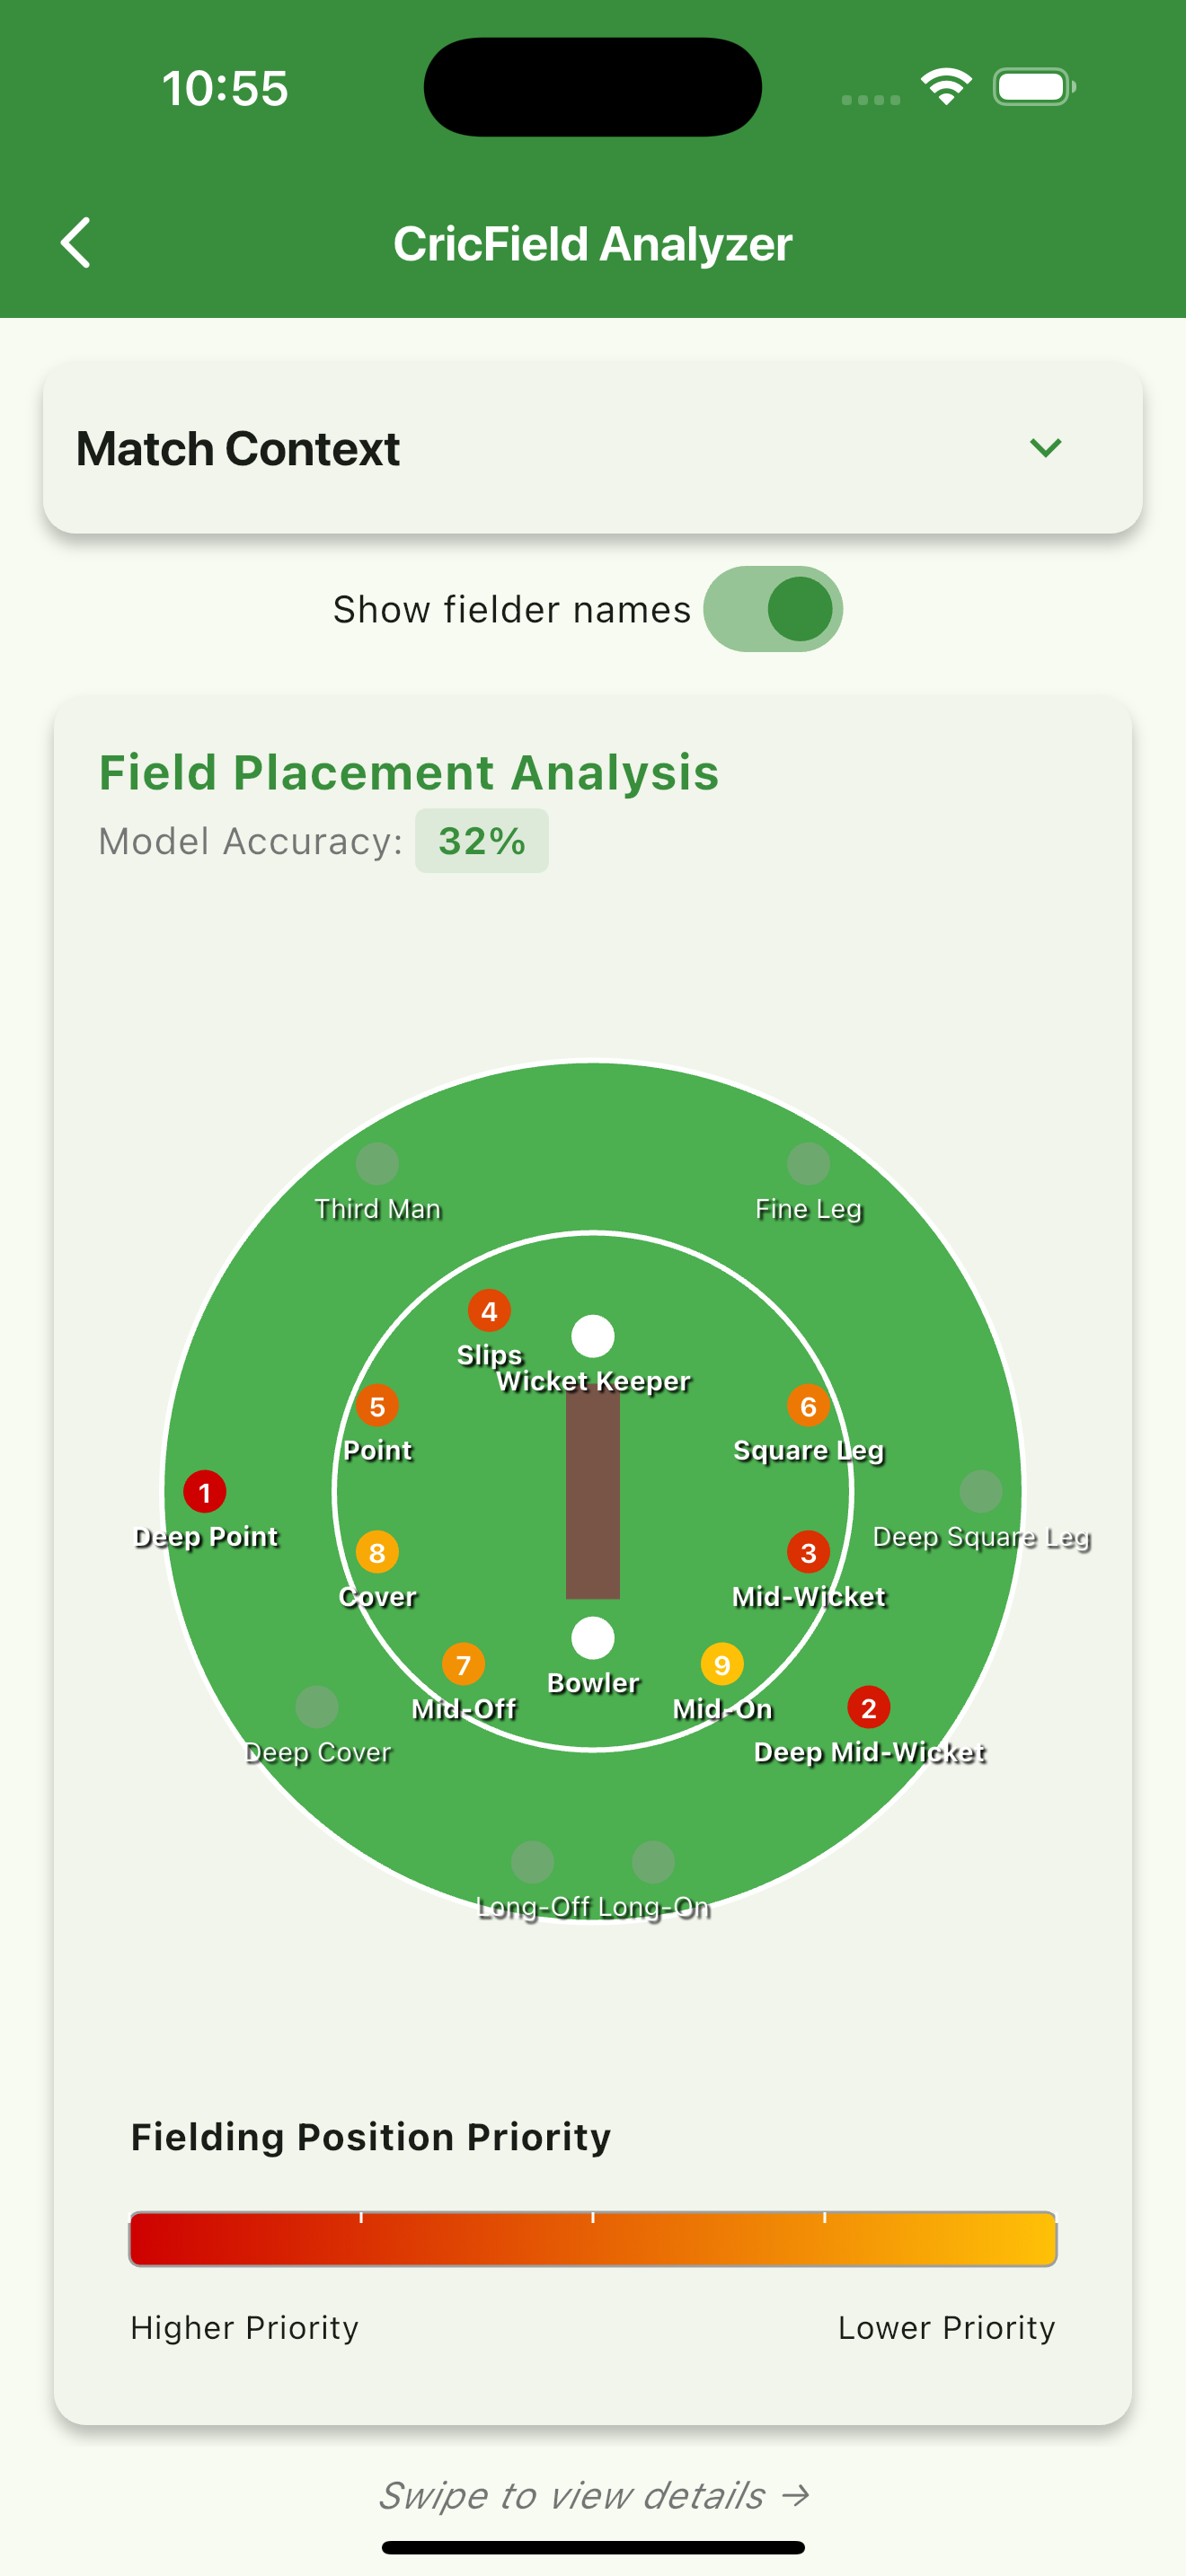 10:55
CricField Analyzer
Match Context
Show fielder names
Field Placement Analysis
Model Accuracy: 32%
Third Man
Fine Leg
4
Slips
Wicket Keeper
5
6
Point
Square Leg
1
Deep Point
Deep Square Leg
8
3
Cover
Mid-Wicket
7
Bowler
9
Mid-Off
Mid-On
2
Deep Cover
Deep Mid-Wicket
Long-Off Long-On
Fielding Position Priority
Higher Priority
Lower Priority
Swipe to view details →